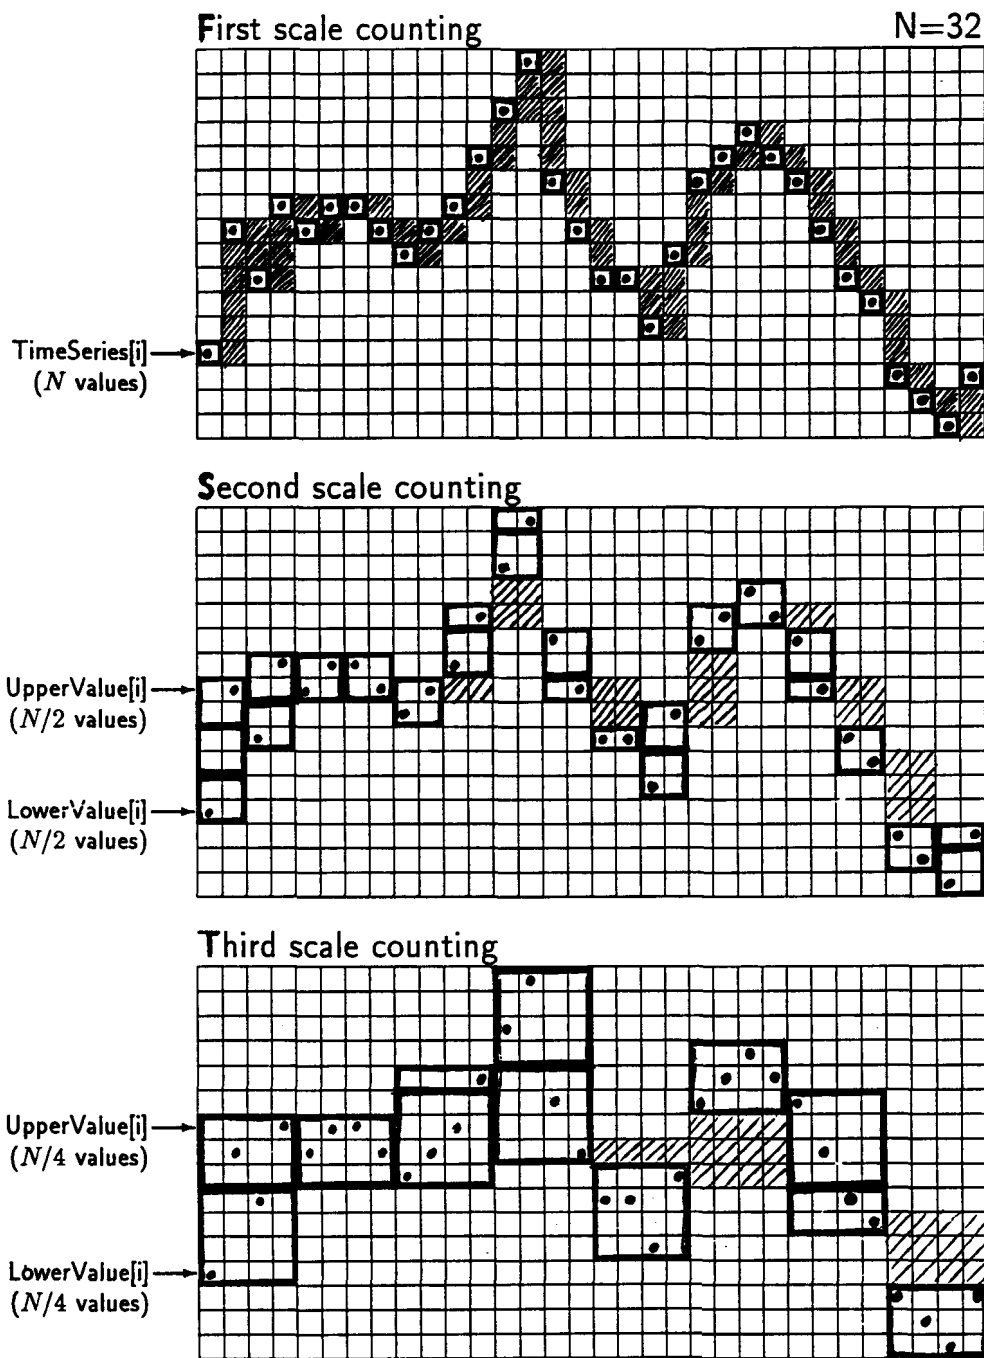 First scale counting N=32
TimeSeries[i]
(N values)
Second scale counting
UpperValue[i]
(N/2 values)
LowerValue[i]
(N/2 values)
Third scale counting
UpperValue[i]
(N/4 values)
LowerValue[i]
(N/4 values)